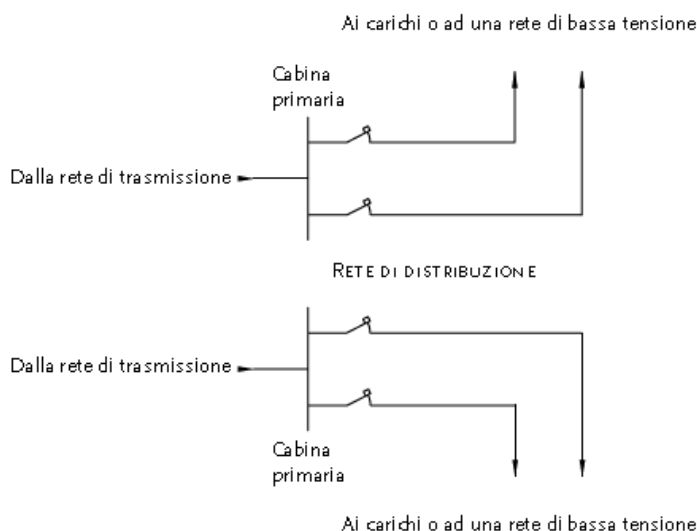 Ai carichi o ad una rete di bassa tensione
Cabina
primaria
Dalla rete di trasmissione
RETE DI DISTRIBUZIONE
Dalla rete di trasmissione
Cabina
primaria
Ai carichi o ad una rete di bassa tensione